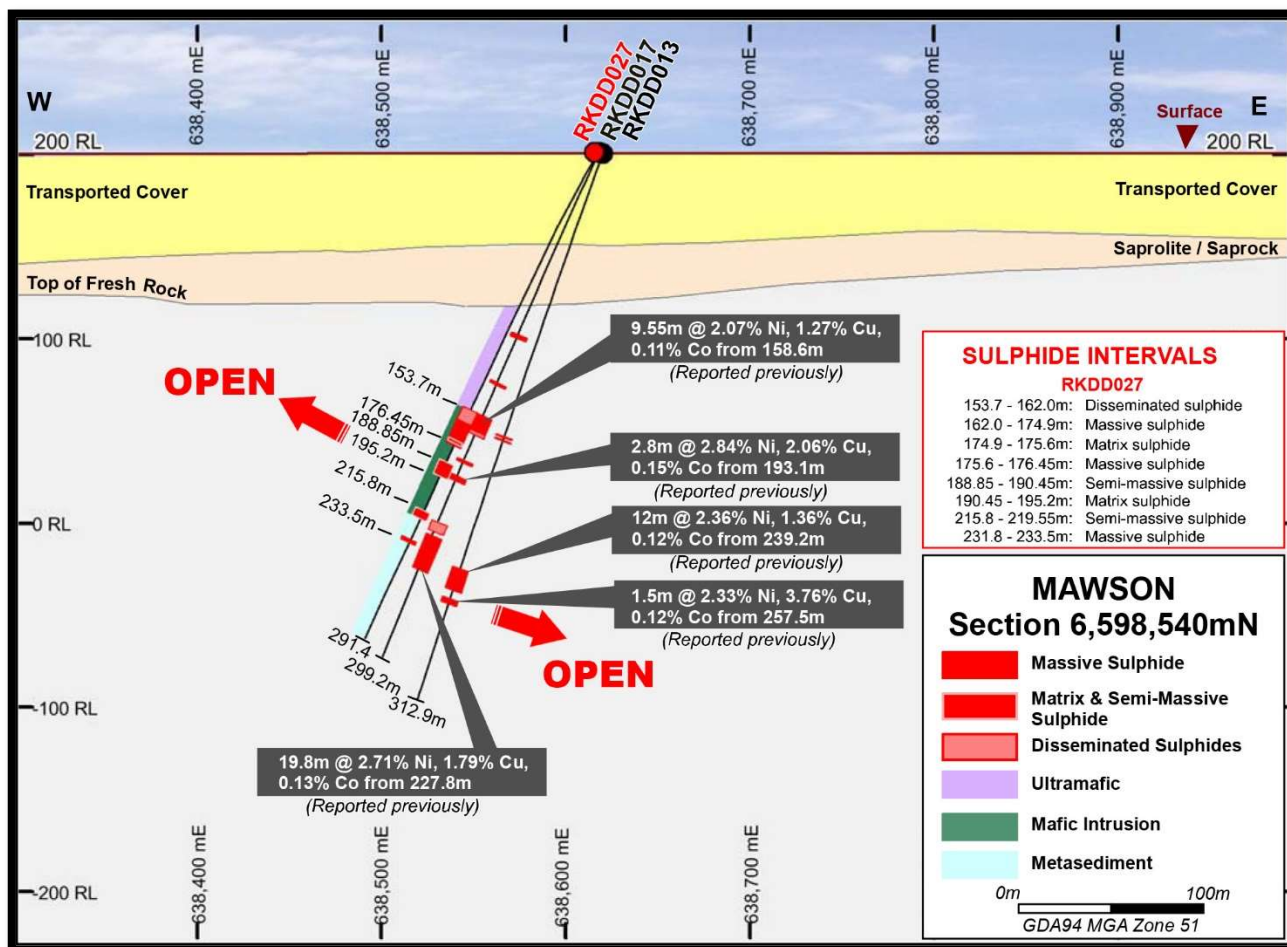 638,400 mE
638,500 mE
RKDD027
RKDD017
RKDD013
638,700 mE
638,800 mE
638,900 mE
W
E
Surface
200 RL
200 RL
Transported Cover
Transported Cover
Saprolite / Saprock
Top of Fresh Rock
100 RL
9.55m @ 2.07% Ni, 1.27% Cu,
0.11% Co from 158.6m
(Reported previously)
OPEN
153.7m
176.45m
188.85m
195.2m
215.8m
233.5m
2.8m @ 2.84% Ni, 2.06% Cu,
0.15% Co from 193.1m
(Reported previously)
0 RL
12m @ 2.36% Ni, 1.36% Cu,
0.12% Co from 239.2m
(Reported previously)
1.5m @ 2.33% Ni, 3.76% Cu,
0.12% Co from 257.5m
(Reported previously)
OPEN
291.4
299.2m
312.9m
-100 RL
19.8m @ 2.71% Ni, 1.79% Cu,
0.13% Co from 227.8m
(Reported previously)
-200 RL
638,400 mE
638,500 mE
638,600 mE
638,700 mE
SULPHIDE INTERVALS
RKDD027
153.7 - 162.0m: Disseminated sulphide
162.0 - 174.9m: Massive sulphide
174.9 - 175.6m: Matrix sulphide
175.6 - 176.45m: Massive sulphide
188.85 - 190.45m: Semi-massive sulphide
190.45 - 195.2m: Matrix sulphide
215.8 - 219.55m: Semi-massive sulphide
231.8 - 233.5m: Massive sulphide
MAWSON
Section 6,598,540mN
Massive Sulphide
Matrix & Semi-Massive
Sulphide
Disseminated Sulphides
Ultramafic
Mafic Intrusion
Metasediment
0m 100m
GDA94 MGA Zone 51